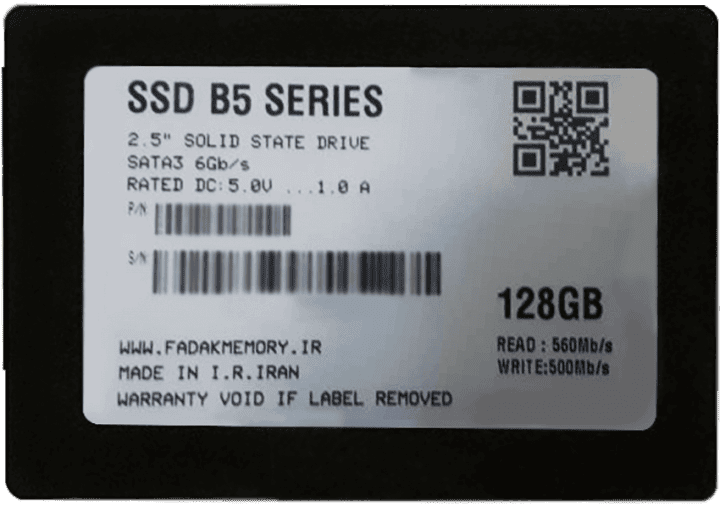 SSD B5 SERIES
2.5" SOLID STATE DRIVE
SATA3 6Gb/s
RATED DC:5.0V ...1.0 A
P/N
S/N
128GB
READ : 560Mb/s
WRITE:500Mb/s
WWW.FADAKMEMORY.IR
MADE IN I.R.IRAN
WARRANTY VOID IF LABEL REMOVED